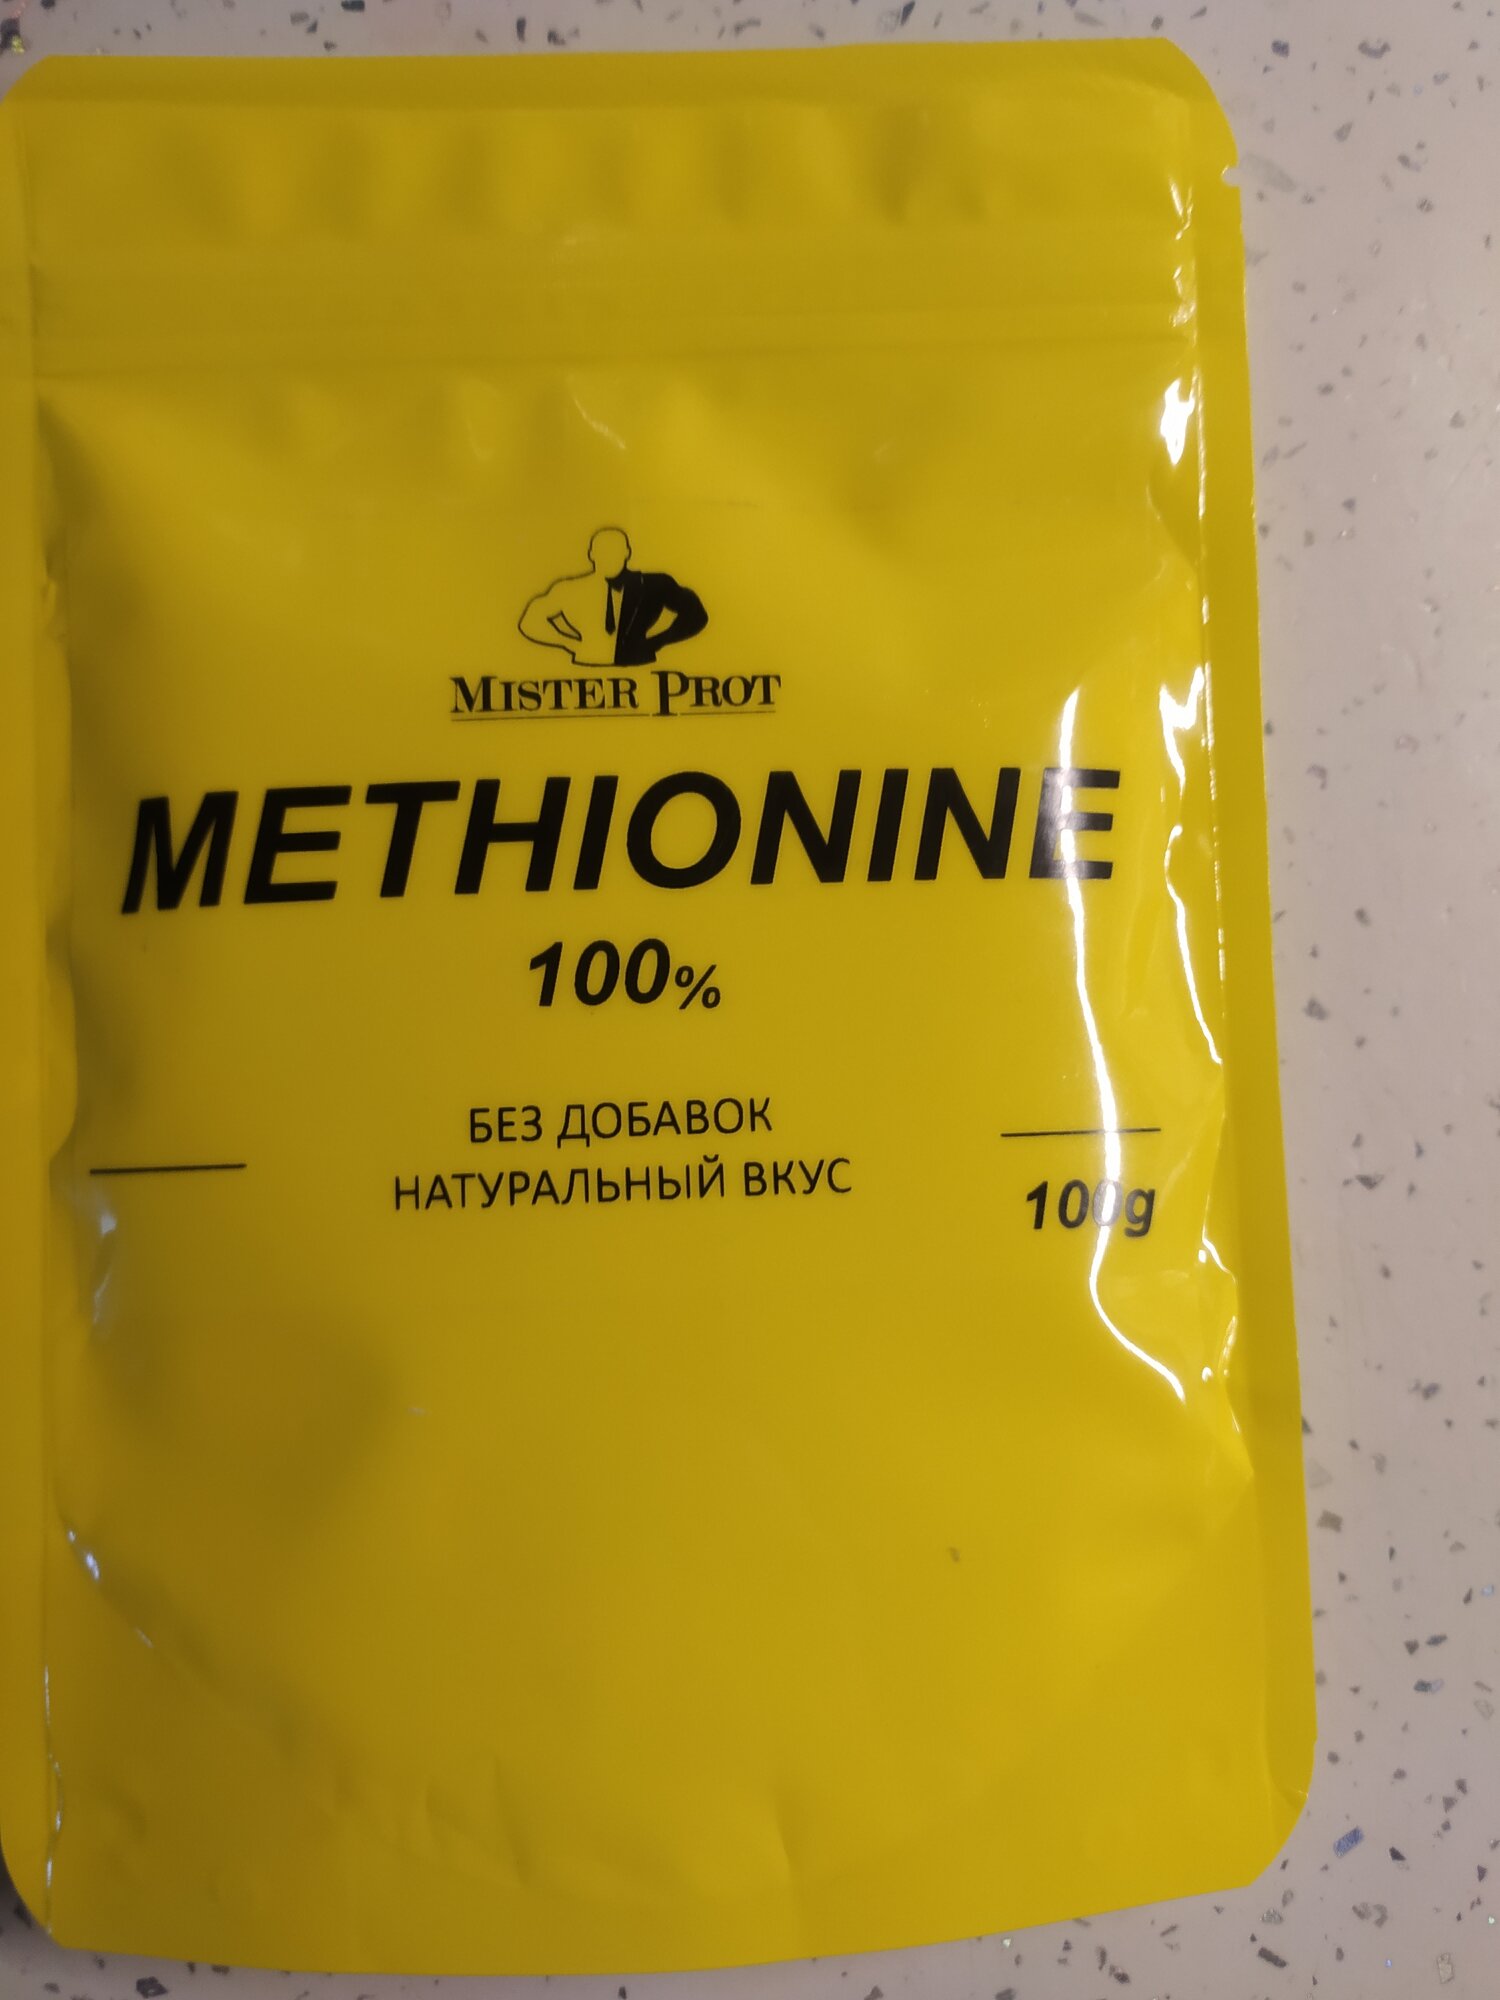 MISTER PROT
METHIONINE
100%
БЕЗ ДОБАВОК
НАТУРАЛЬНЫЙ ВКУС
100g